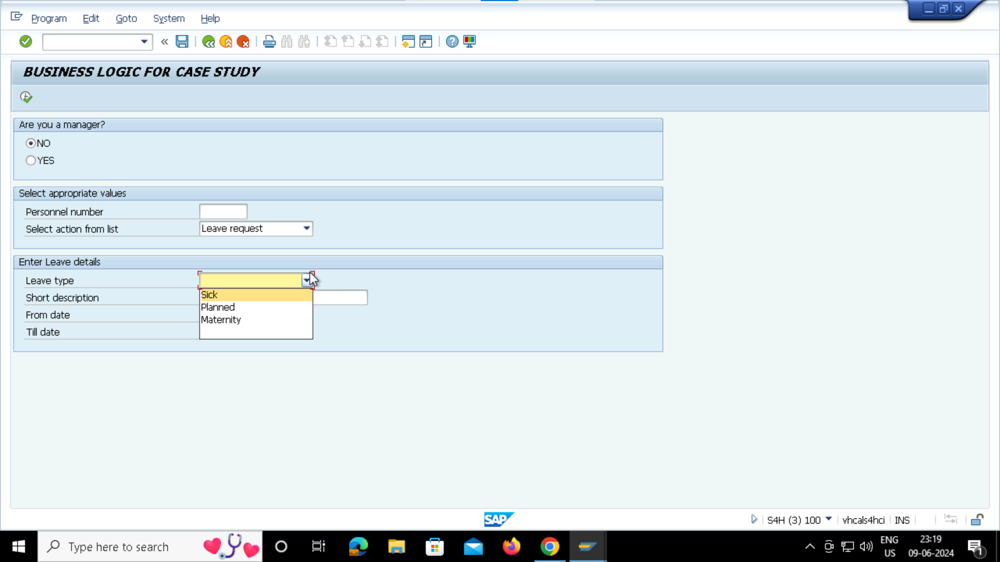 Program Edit Goto System Help
BUSINESS LOGIC FOR CASE STUDY
Are you a manager?
NO
YES
Select appropriate values
Personnel number
Select action from list Leave request
Enter Leave details
Leave type
Sick
Short description
Planned
From date
Maternity
Till date
SAP
S4H (3) 100 vhcals4hci INS
Type here to search
ENG
US
23:19
09-06-2024
1